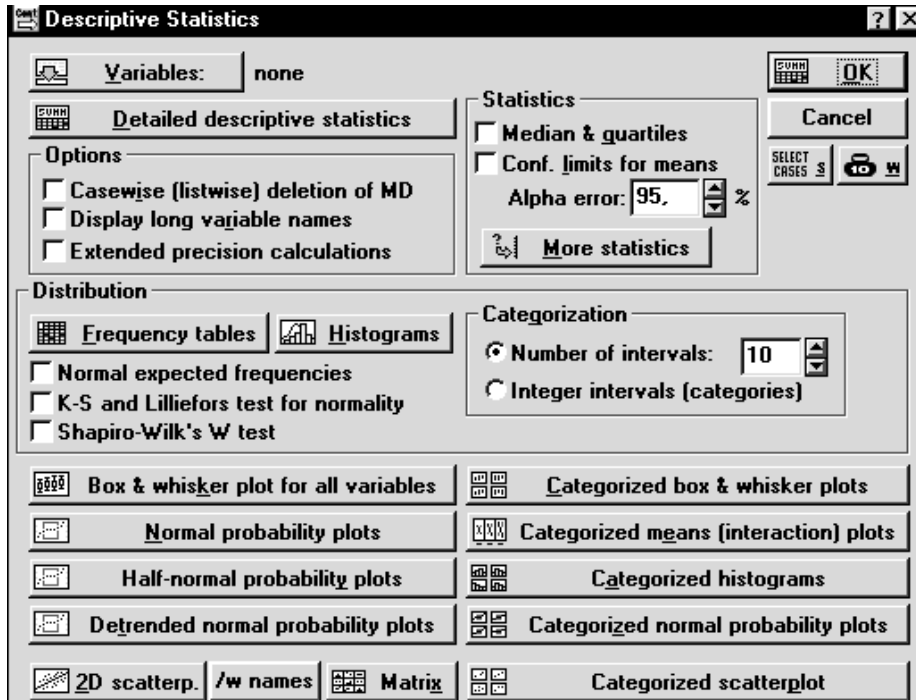 Descriptive Statistics
? X
Variables: none
OK
Detailed descriptive statistics
Cancel
SELECT CASES S
W
Options
Casewise (listwise) deletion of MD
Display long variable names
Extended precision calculations
Statistics
Median & quartiles
Conf. limits for means
Alpha error: 95, %
More statistics
Distribution
Frequency tables
Histograms
Normal expected frequencies
K-S and Lilliefors test for normality
Shapiro-Wilk's W test
Categorization
Number of intervals: 10
Integer intervals (categories)
Box & whisker plot for all variables
Categorized box & whisker plots
Normal probability plots
Categorized means (interaction) plots
Half-normal probability plots
Categorized histograms
Detrended normal probability plots
Categorized normal probability plots
2D scatterp.
/w names
Matrix
Categorized scatterplot